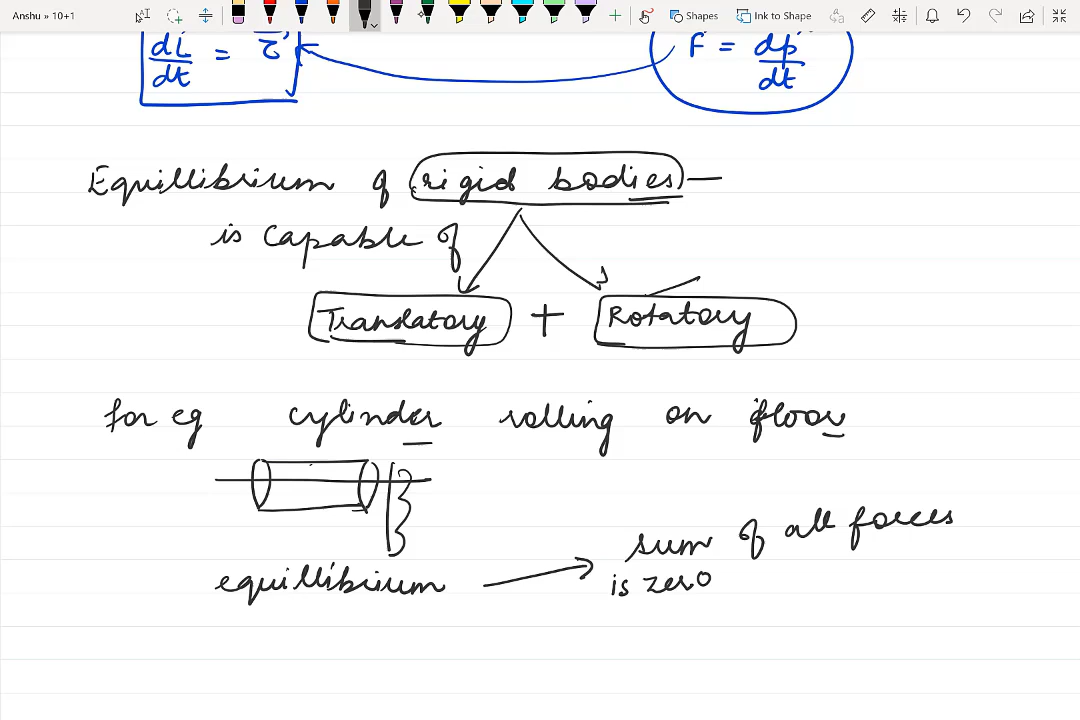 Anshu » 10+1
Shapes
Ink to Shape
dL/dt = τ
F = dp/dt
Equillibrium of rigid bodies —
is capable of
Translatory + Rotatory
for eg cylinder rolling on floor
equillibrium → sum of all forces
is zero